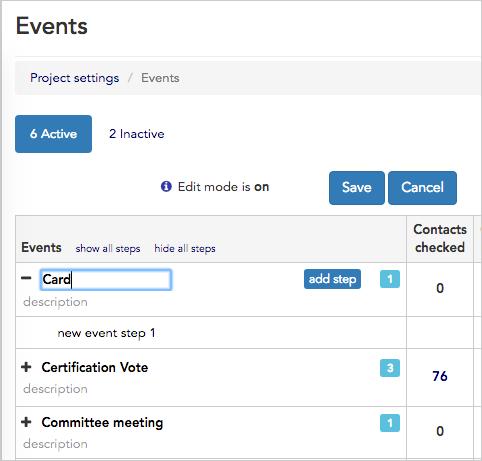 Events
Project settings / Events
6 Active 2 Inactive
Edit mode is on Save Cancel
Events show all steps hide all steps Contacts checked
Card add step 1 0
description
new event step 1
Certification Vote 3 76
description
Committee meeting 1 0
description